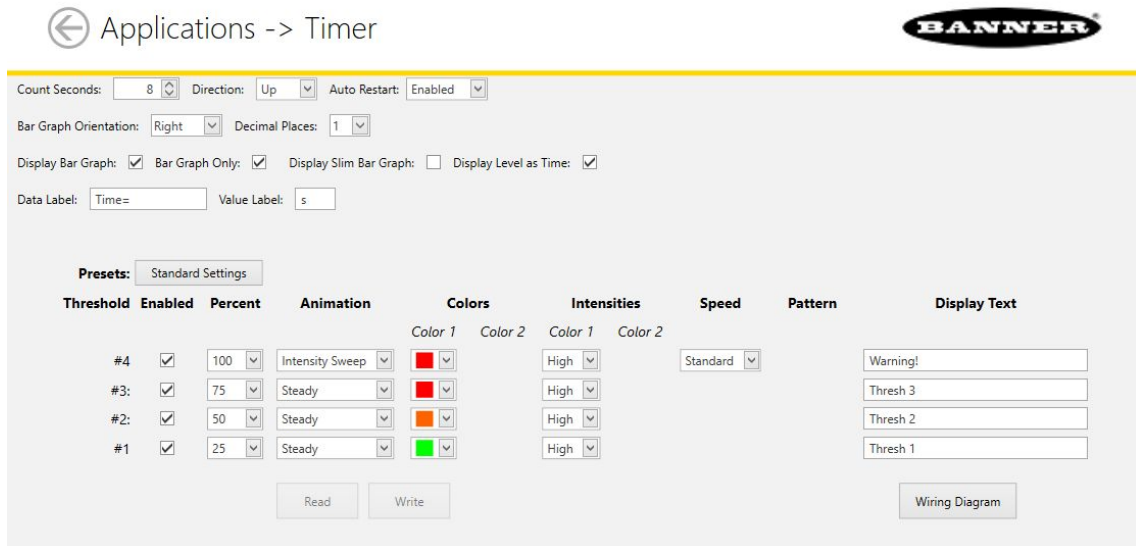 Applications -> Timer
BANNER
Count Seconds: 8 Direction: Up Auto Restart: Enabled
Bar Graph Orientation: Right Decimal Places: 1
Display Bar Graph: Bar Graph Only: Display Slim Bar Graph: Display Level as Time:
Data Label: Time= Value Label: s
Presets: Standard Settings
Threshold Enabled Percent Animation Colors Intensities Speed Pattern Display Text
Color 1 Color 2 Color 1 Color 2
#4 100 Intensity Sweep High Standard Warning!
#3: 75 Steady High Thresh 3
#2: 50 Steady High Thresh 2
#1 25 Steady High Thresh 1
Read Write Wiring Diagram